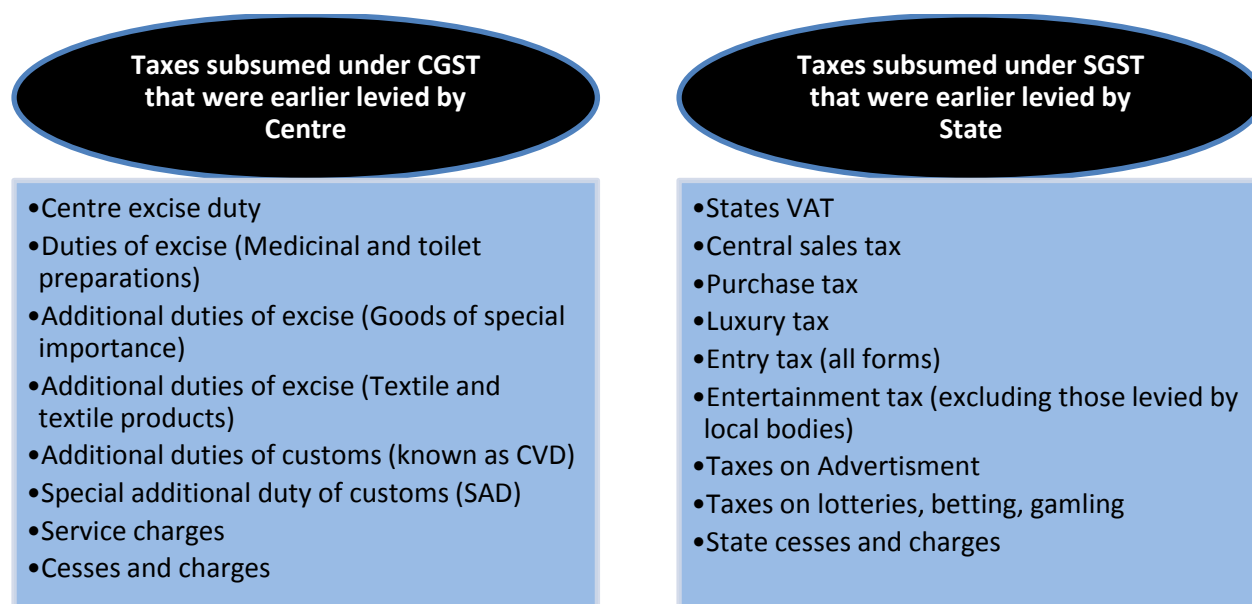 Taxes subsumed under CGST
that were earlier levied by
Centre
•Centre excise duty
•Duties of excise (Medicinal and toilet
preparations)
•Additional duties of excise (Goods of special
importance)
•Additional duties of excise (Textile and
textile products)
•Additional duties of customs (known as CVD)
•Special additional duty of customs (SAD)
•Service charges
•Cesses and charges
Taxes subsumed under SGST
that were earlier levied by
State
•States VAT
•Central sales tax
•Purchase tax
•Luxury tax
•Entry tax (all forms)
•Entertainment tax (excluding those levied by
local bodies)
•Taxes on Advertisment
•Taxes on lotteries, betting, gamling
•State cesses and charges